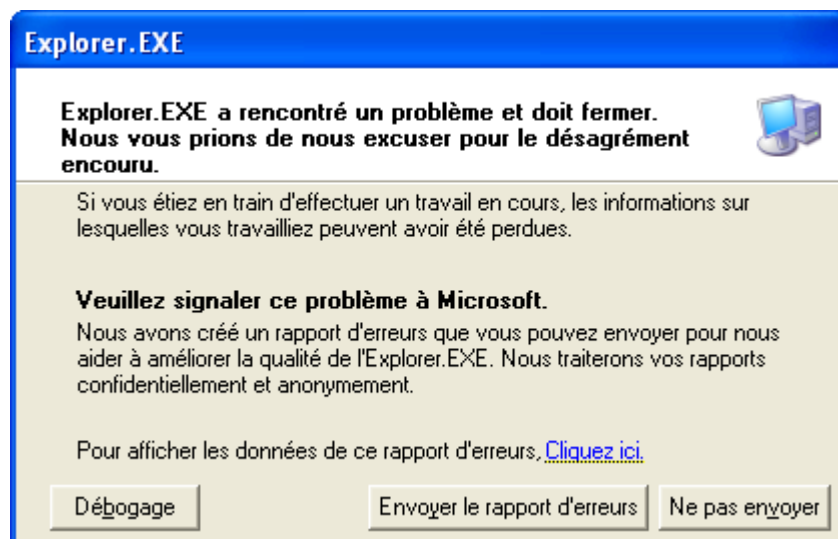 Explorer.EXE
Explorer.EXE a rencontré un problème et doit fermer.
Nous vous prions de nous excuser pour le désagrément
encouru.
Si vous étiez en train d'effectuer un travail en cours, les informations sur
lesquelles vous travailliez peuvent avoir été perdues.
Veuillez signaler ce problème à Microsoft.
Nous avons créé un rapport d'erreurs que vous pouvez envoyer pour nous
aider à améliorer la qualité de l'Explorer.EXE. Nous traiterons vos rapports
confidentiellement et anonymement.
Pour afficher les données de ce rapport d'erreurs, Cliquez ici.
Débogage Envoyer le rapport d'erreurs Ne pas envoyer